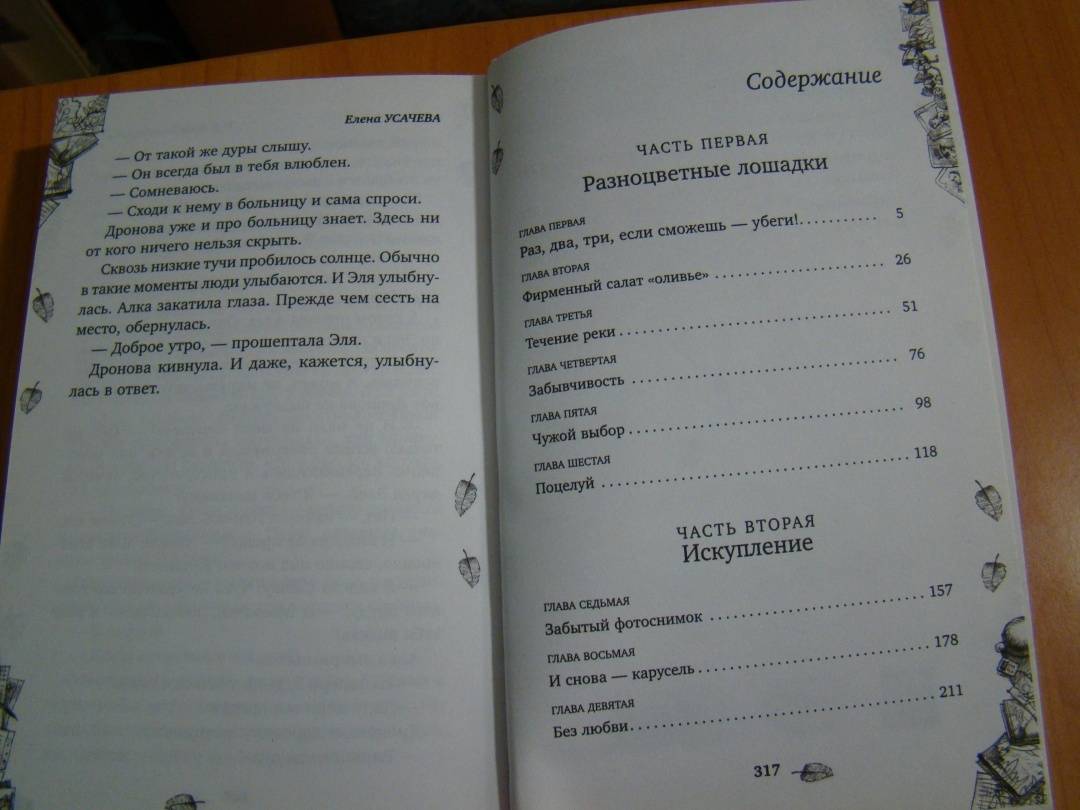 Елена УСАЧЕВА
— От такой же дуры слышу.
— Он всегда был в тебя влюблен.
— Сомневаюсь.
— Сходи к нему в больницу и сама спроси.
Дронова уже и про больницу знает. Здесь ни
от кого ничего нельзя скрыть.
Сквозь низкие тучи пробилось солнце. Обычно
в такие моменты люди улыбаются. И Эля улыбну-
лась. Алка закатила глаза. Прежде чем сесть на
место, обернулась.
— Доброе утро, — прошептала Эля.
Дронова кивнула. И даже, кажется, улыбну-
лась в ответ.
Содержание
ЧАСТЬ ПЕРВАЯ
Разноцветные лошадки
ГЛАВА ПЕРВАЯ
Раз, два, три, если сможешь — убеги!. . . . . . . . . . 5
ГЛАВА ВТОРАЯ
Фирменный салат «оливье» . . . . . . . . . . . . . . . . . . . . 26
ГЛАВА ТРЕТЬЯ
Течение реки . . . . . . . . . . . . . . . . . . . . . . . . . . . . . . . . 51
ГЛАВА ЧЕТВЕРТАЯ
Забывчивость . . . . . . . . . . . . . . . . . . . . . . . . . . . . . . . 76
ГЛАВА ПЯТАЯ
Чужой выбор . . . . . . . . . . . . . . . . . . . . . . . . . . . . . . . . 98
ГЛАВА ШЕСТАЯ
Поцелуй . . . . . . . . . . . . . . . . . . . . . . . . . . . . . . . . . . . 118
ЧАСТЬ ВТОРАЯ
Искупление
ГЛАВА СЕДЬМАЯ
Забытый фотоснимок . . . . . . . . . . . . . . . . . . . . . . . . 157
ГЛАВА ВОСЬМАЯ
И снова — карусель . . . . . . . . . . . . . . . . . . . . . . . . . . 178
ГЛАВА ДЕВЯТАЯ
Без любви. . . . . . . . . . . . . . . . . . . . . . . . . . . . . . . . . . 211
317